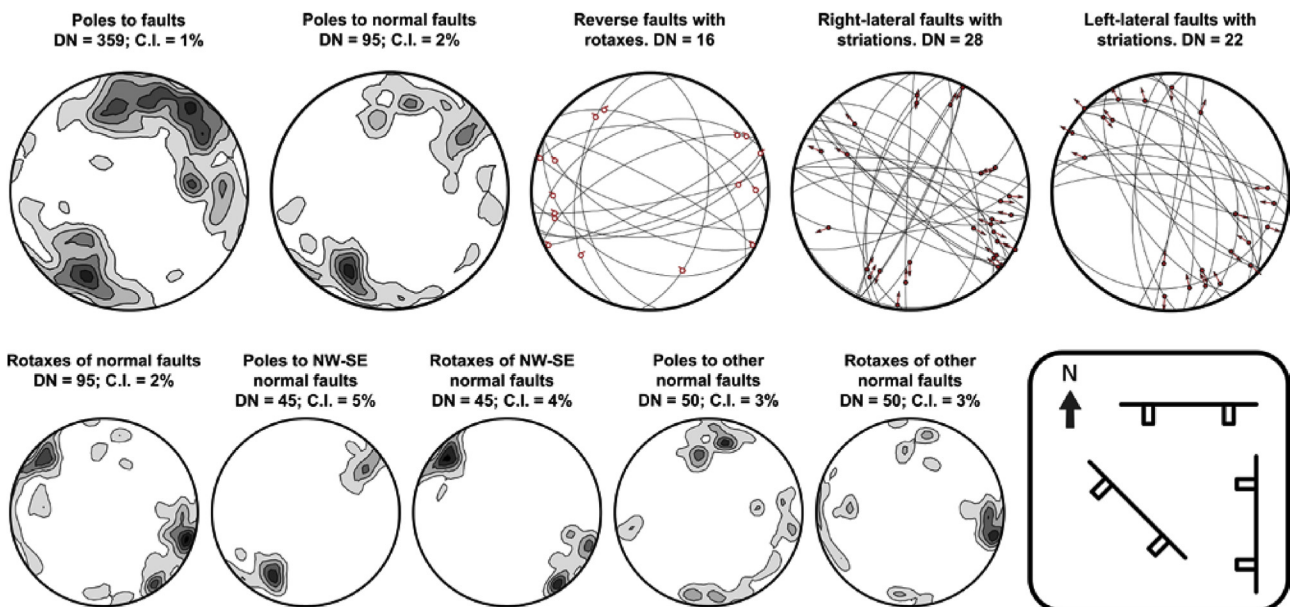 Poles to faults
DN = 359; C.I. = 1%
Poles to normal faults
DN = 95; C.I. = 2%
Reverse faults with
rotaxes. DN = 16
Right-lateral faults with
striations. DN = 28
Left-lateral faults with
striations. DN = 22
Rotaxes of normal faults
DN = 95; C.I. = 2%
Poles to NW-SE
normal faults
DN = 45; C.I. = 5%
Rotaxes of NW-SE
normal faults
DN = 45; C.I. = 4%
Poles to other
normal faults
DN = 50; C.I. = 3%
Rotaxes of other
normal faults
DN = 50; C.I. = 3%
N